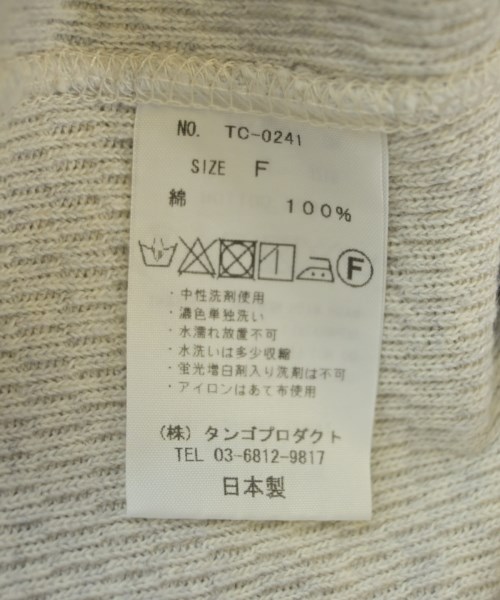 NO. TC-0241
SIZE F
綿 100%
F
・中性洗剤使用
・濃色単独洗い
・水濡れ放置不可
・水洗いは多少収縮
・蛍光増白剤入り洗剤は不可
・アイロンはあて布使用
(株) タンゴプロダクト
TEL 03-6812-9817
日本製